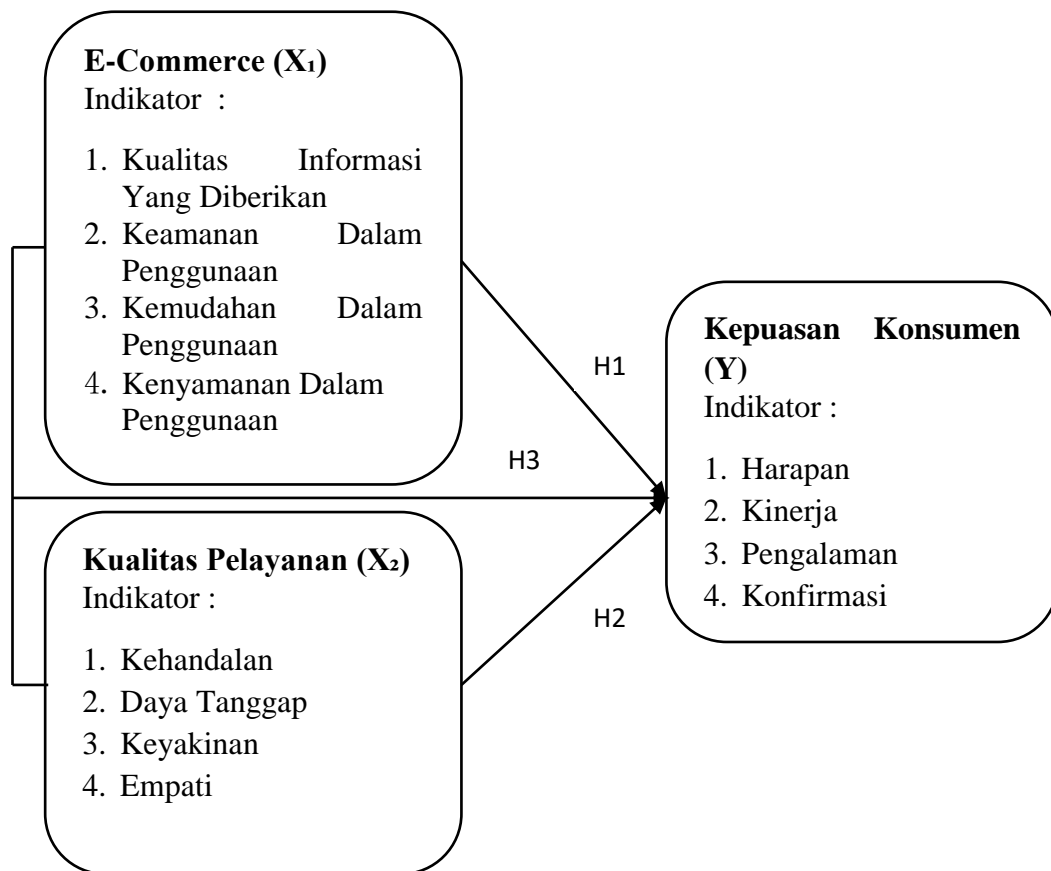 E-Commerce (X₁)
Indikator :
1. Kualitas Informasi
Yang Diberikan
2. Keamanan Dalam
Penggunaan
3. Kemudahan Dalam
Penggunaan
4. Kenyamanan Dalam
Penggunaan
H1
H3
Kepuasan Konsumen
(Y)
Indikator :
1. Harapan
2. Kinerja
3. Pengalaman
4. Konfirmasi
Kualitas Pelayanan (X₂)
Indikator :
1. Kehandalan
2. Daya Tanggap
3. Keyakinan
4. Empati
H2